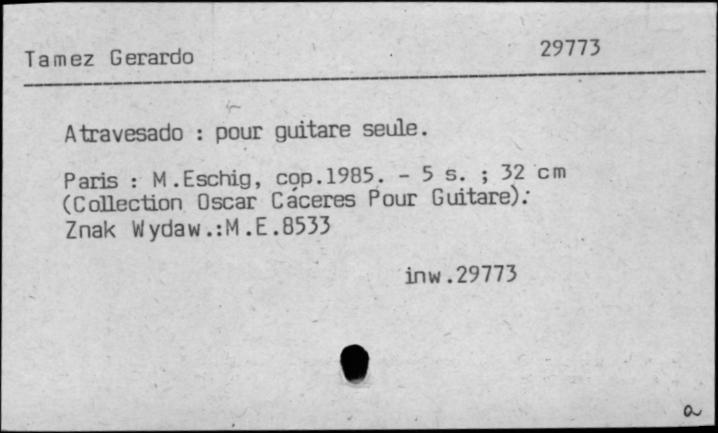 Tamez Gerardo 29773
Atravesado : pour guitare seule.
Paris : M.Eschig, cop.1985. - 5 s. ; 32 cm
(Collection Oscar Cáceres Pour Guitare).
Znak Wydaw.:M.E.8533
inw.29773
a